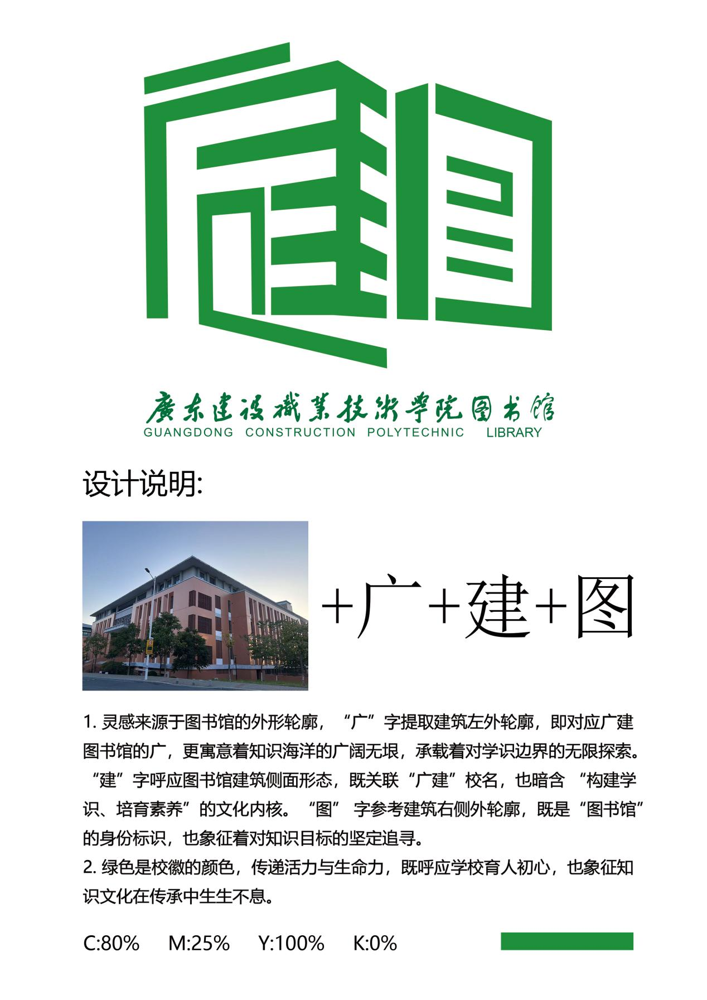 廣东建设職業技術學院图书馆
GUANGDONG CONSTRUCTION POLYTECHNIC LIBRARY
设计说明:
+广+建+图
1. 灵感来源于图书馆的外形轮廓，“广”字提取建筑左外轮廓，即对应广建
图书馆的广，更寓意着知识海洋的广阔无垠，承载着对学识边界的无限探索。
“建”字呼应图书馆建筑侧面形态，既关联“广建”校名，也暗含 “构建学
识、培育素养”的文化内核。“图” 字参考建筑右侧外轮廓，既是“图书馆”
的身份标识，也象征着对知识目标的坚定追寻。
2. 绿色是校徽的颜色，传递活力与生命力，既呼应学校育人初心，也象征知
识文化在传承中生生不息。
C:80% M:25% Y:100% K:0%